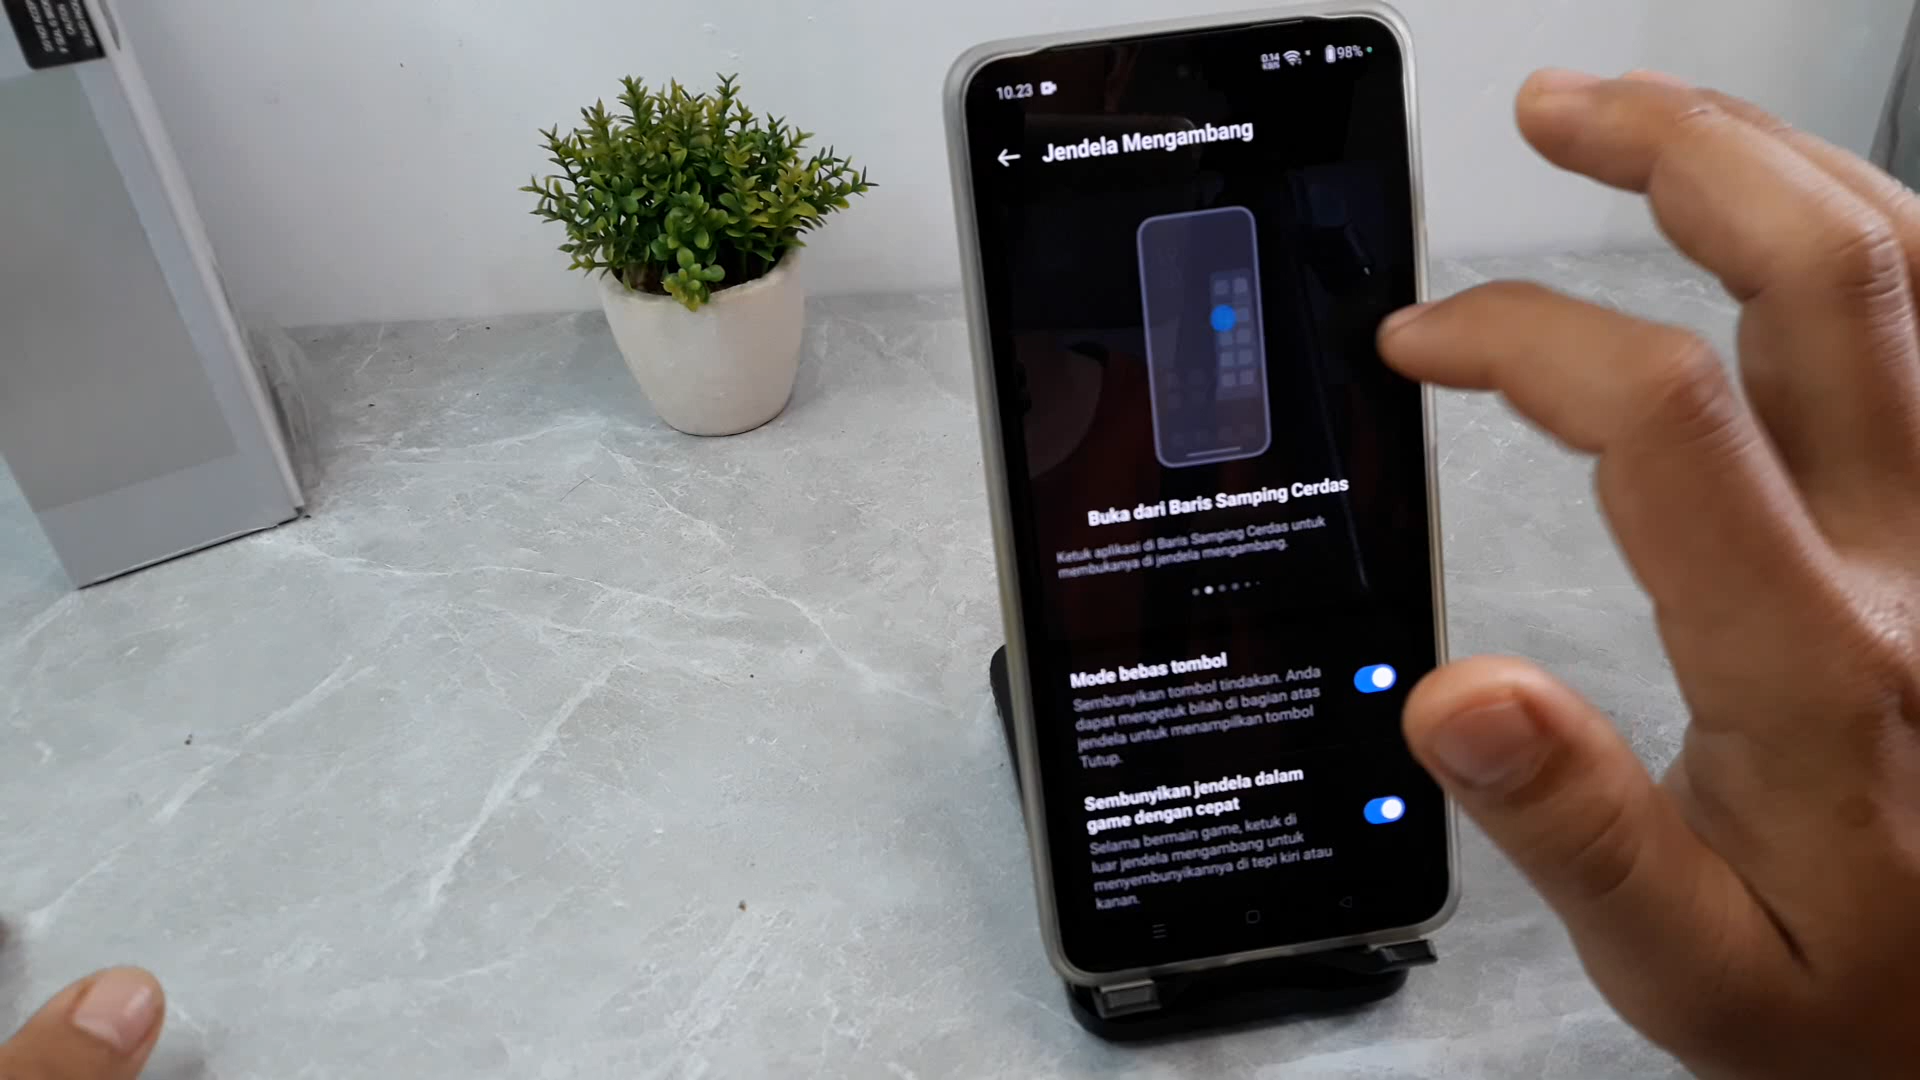 10.23
0.14
KB/S
98%
Jendela Mengambang
Buka dari Baris Samping Cerdas
Ketuk aplikasi di Baris Samping Cerdas untuk
membukanya di jendela mengambang.
Mode bebas tombol
Sembunyikan tombol tindakan. Anda
dapat mengetuk bilah di bagian atas
jendela untuk menampilkan tombol
Tutup.
Sembunyikan jendela dalam
game dengan cepat
Selama bermain game, ketuk di
luar jendela mengambang untuk
menyembunyikannya di tepi kiri atau
kanan.